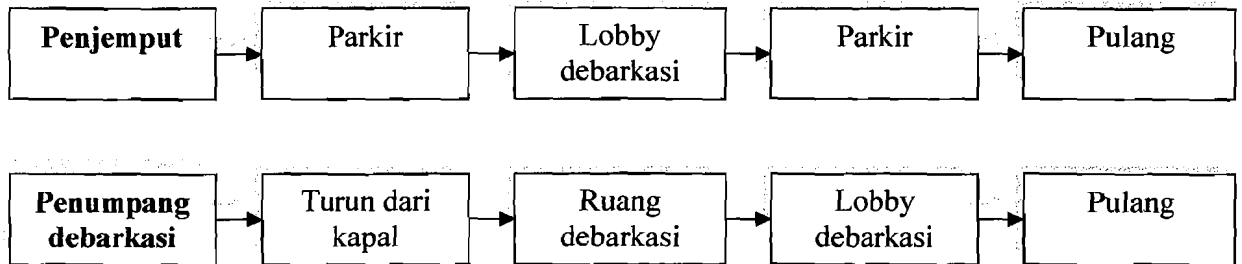 Penjemput
Parkir
Lobby
debarkasi
Parkir
Pulang
Penumpang
debarkasi
Turun dari
kapal
Ruang
debarkasi
Lobby
debarkasi
Pulang